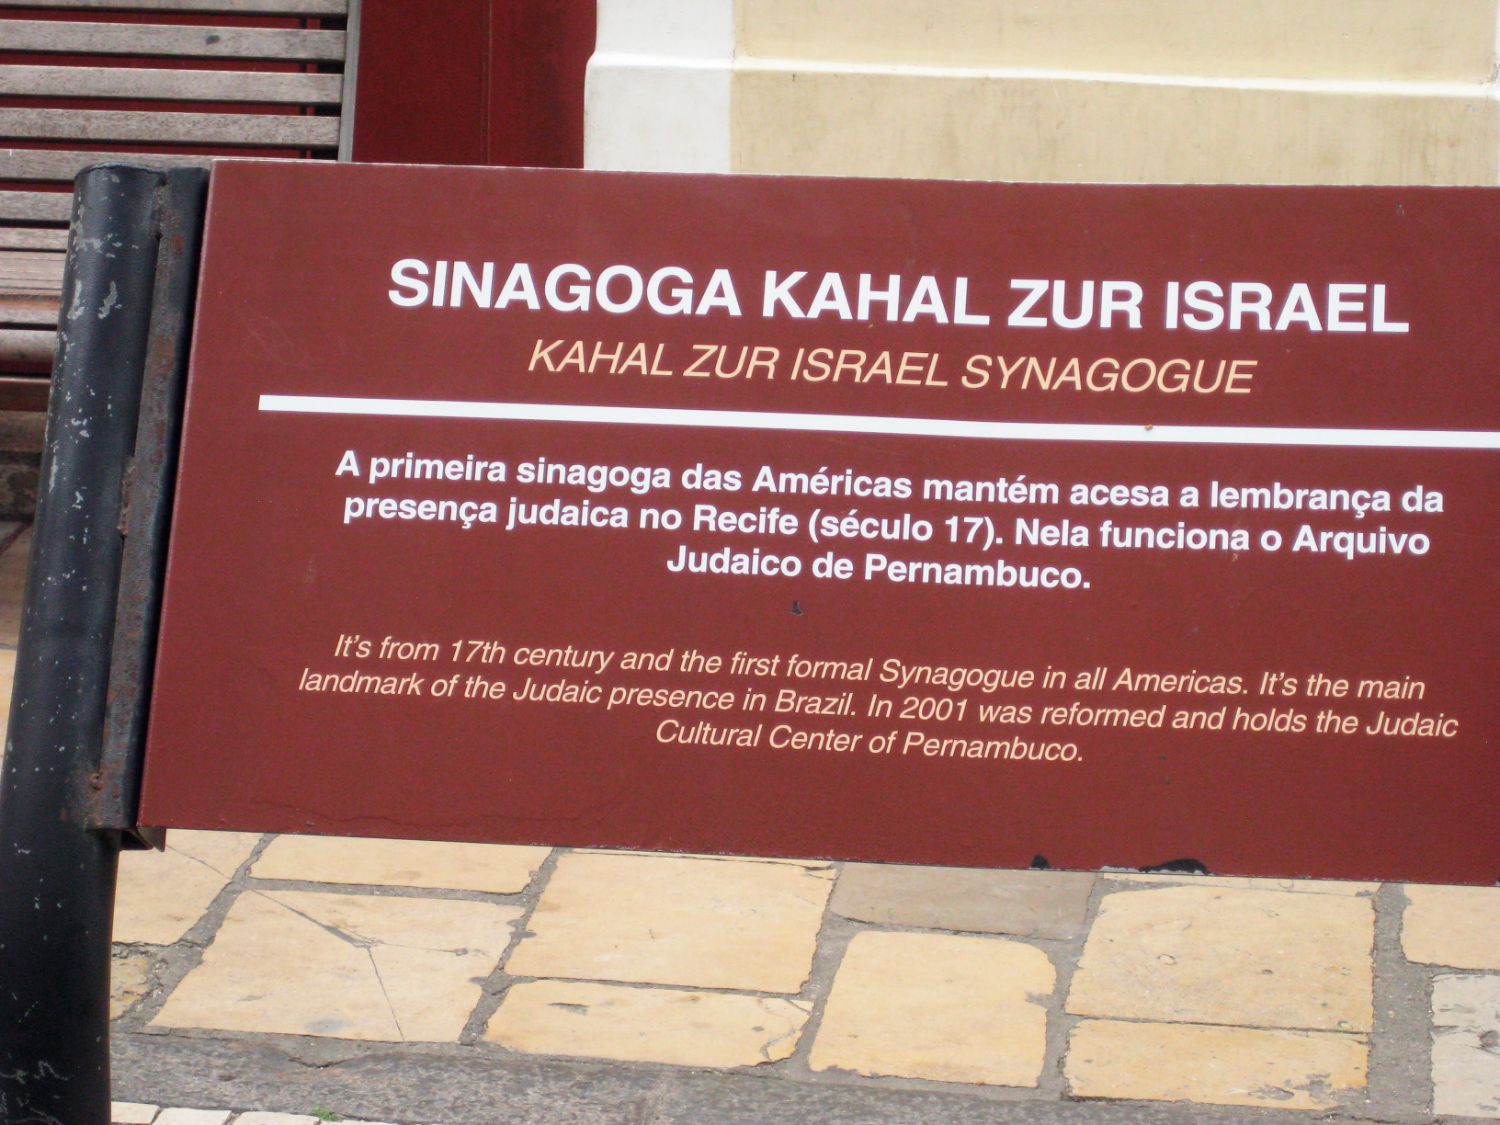 SINAGOGA KAHAL ZUR ISRAEL
KAHAL ZUR ISRAEL SYNAGOGUE
A primeira sinagoga das Américas mantém acesa a lembrança da
presença judaica no Recife (século 17). Nela funciona o Arquivo
Judaico de Pernambuco.
It's from 17th century and the first formal Synagogue in all Americas. It's the main
landmark of the Judaic presence in Brazil. In 2001 was reformed and holds the Judaic
Cultural Center of Pernambuco.